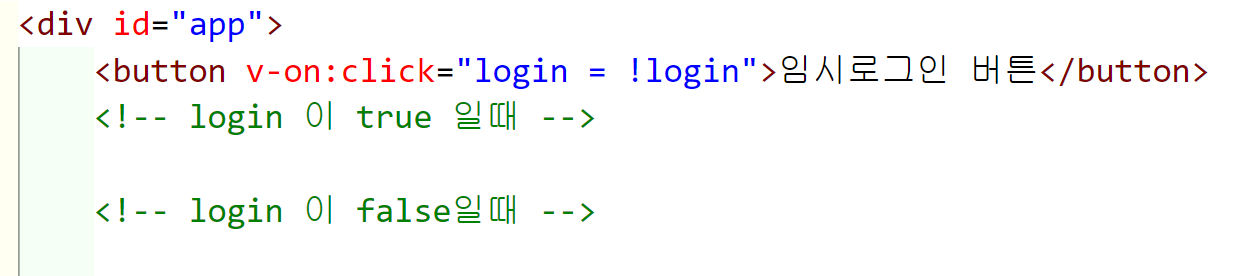 <div id="app">
<button v-on:click="login = !login">임시로그인 버튼</button>
<!-- login 이 true 일때 -->
<!-- login 이 false일때 -->